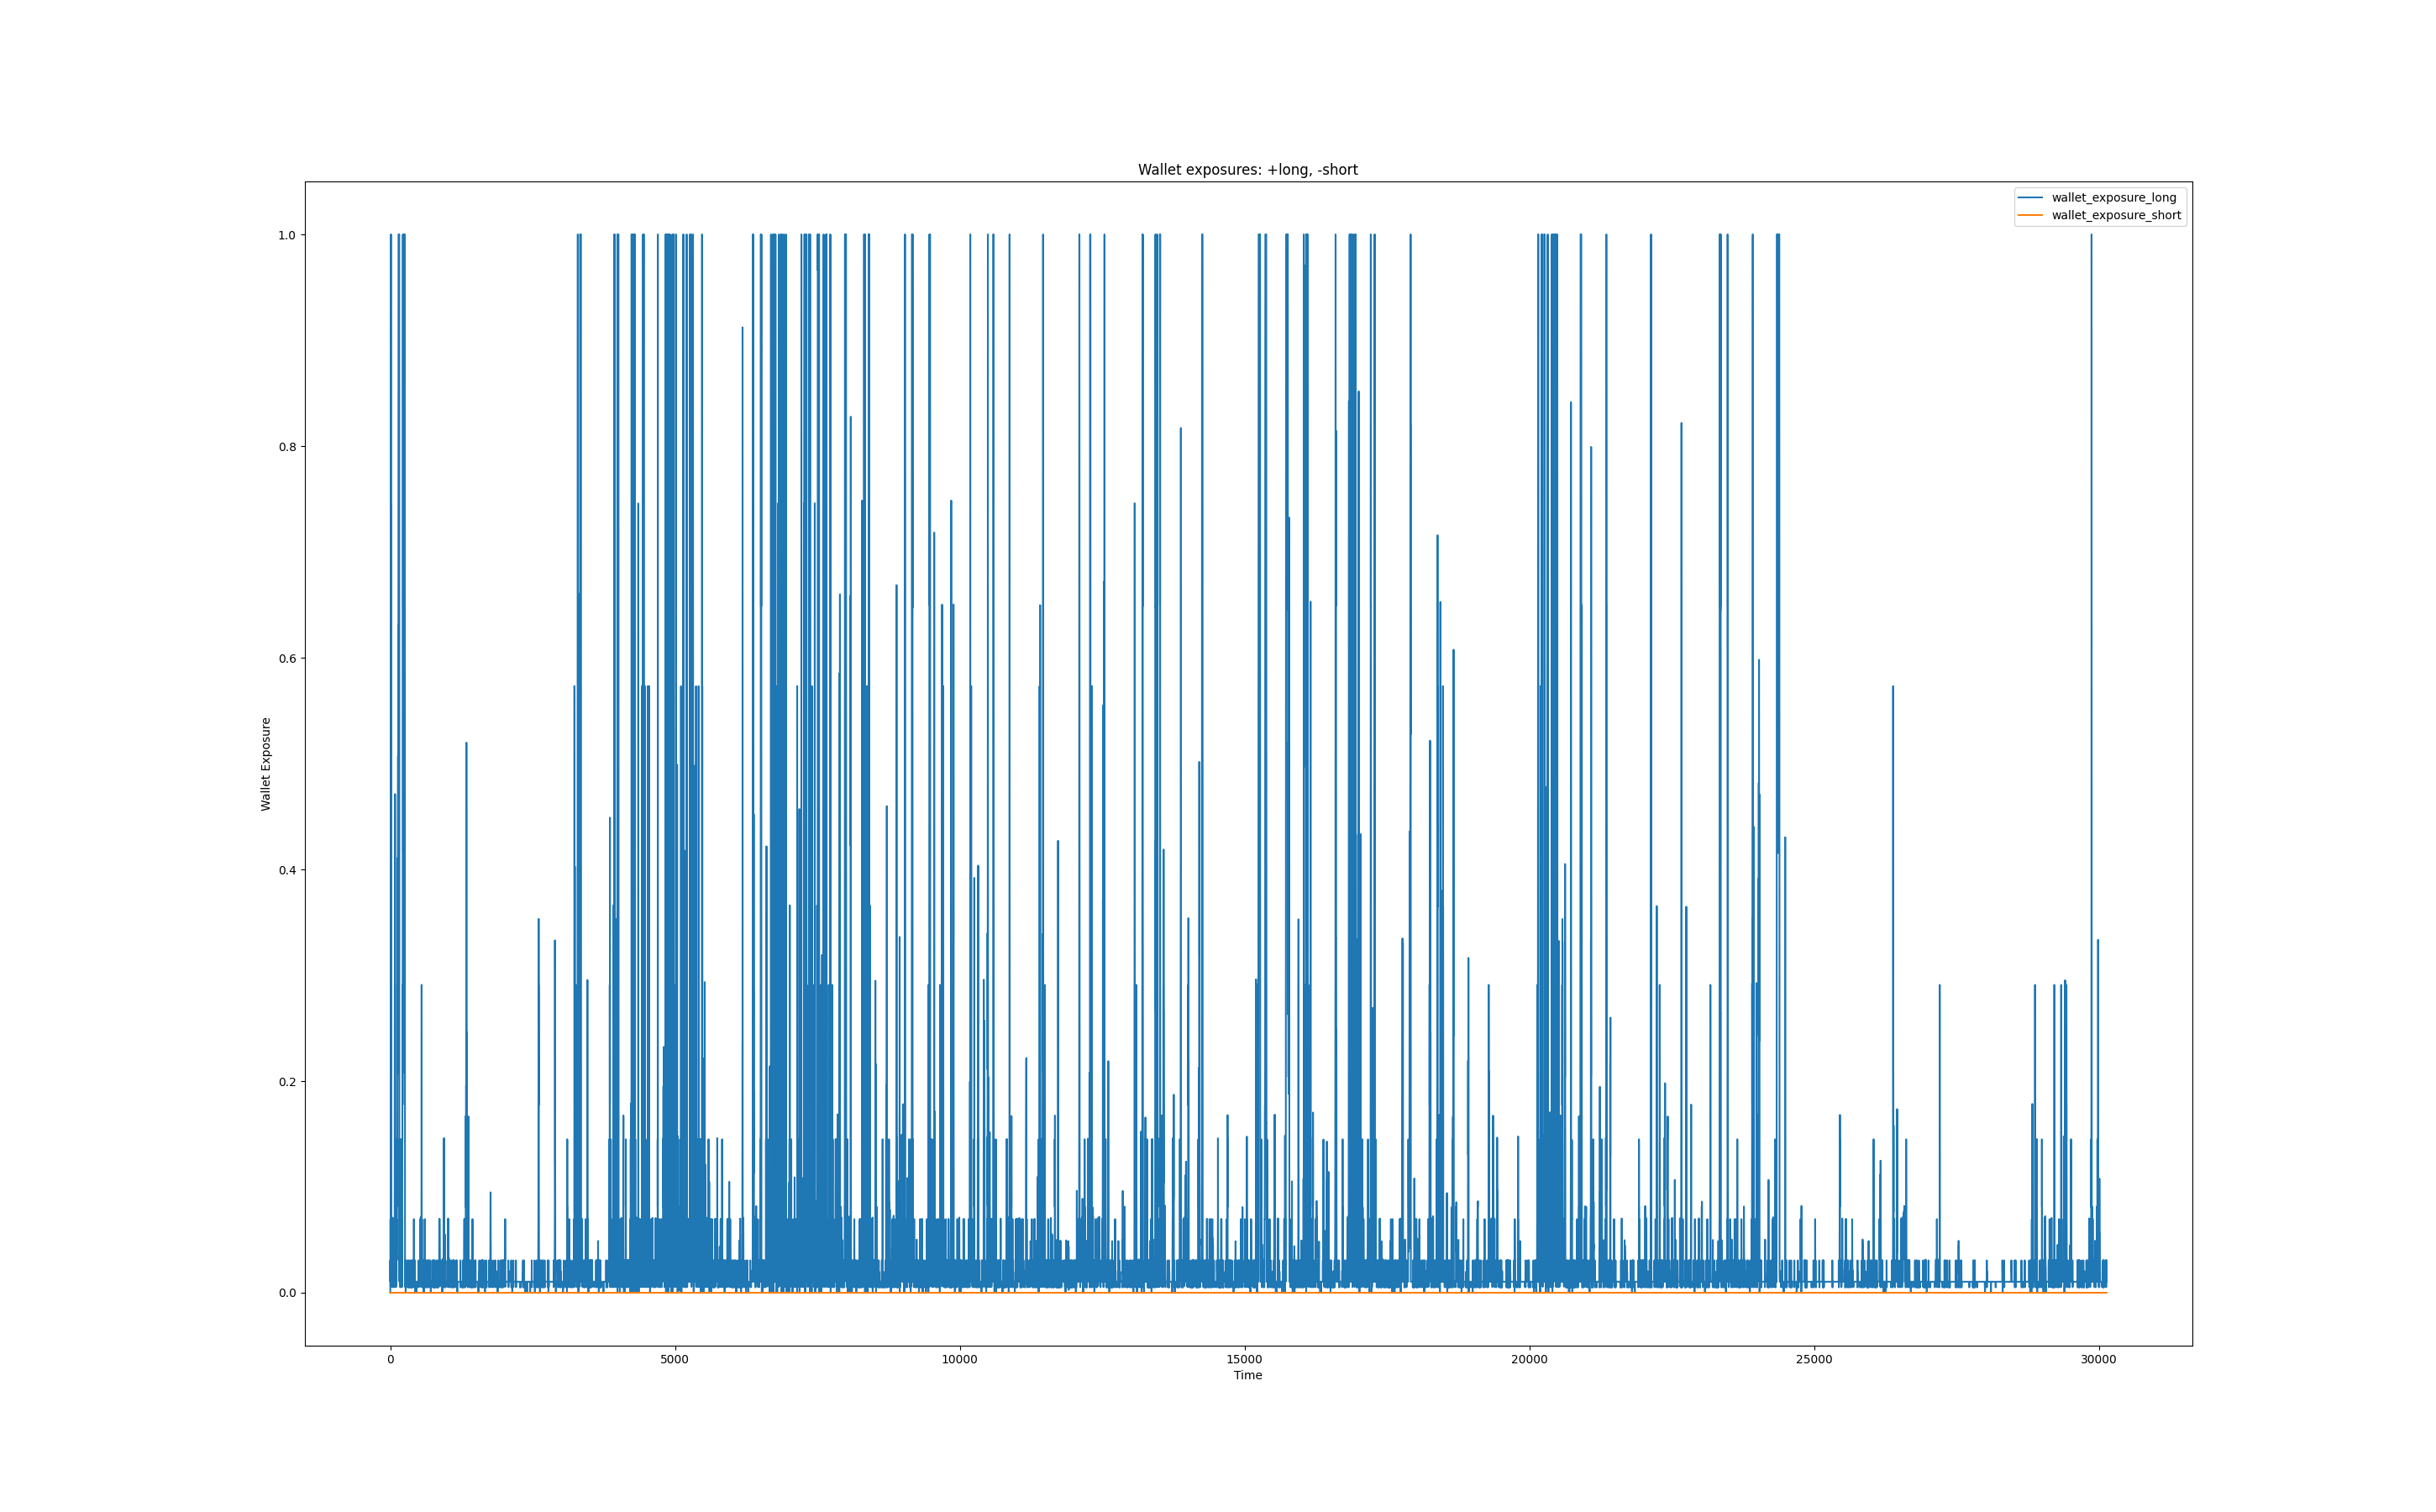 Wallet exposures: +long, -short
wallet_exposure_long
wallet_exposure_short
1.0
0.8
0.6
0.4
0.2
0.0
Wallet Exposure
0 5000 10000 15000 20000 25000 30000
Time